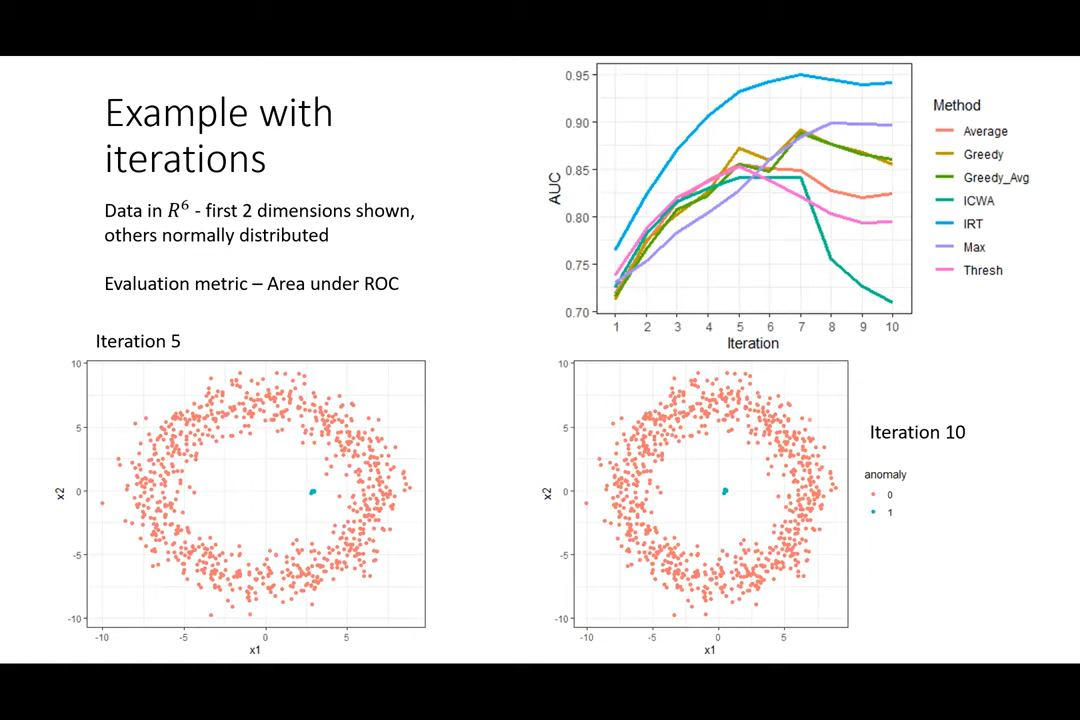 Example with
iterations
Data in R⁶ - first 2 dimensions shown,
others normally distributed
Evaluation metric – Area under ROC
AUC
0.95
0.90
0.85
0.80
0.75
0.70
1 2 3 4 5 6 7 8 9 10
Iteration
Method
Average
Greedy
Greedy_Avg
ICWA
IRT
Max
Thresh
Iteration 5
x2
10
5
0
-5
-10
-10 -5 0 5
x1
x2
10
5
0
-5
-10
-10 -5 0 5
x1
Iteration 10
anomaly
0
1